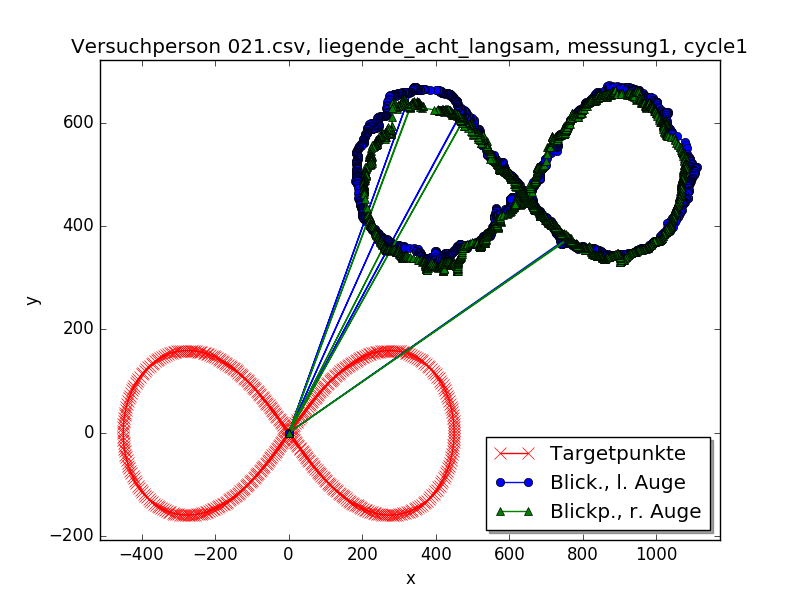 Versuchperson 021.csv, liegende_acht_langsam, messung1, cycle1
600
400
200
0
−200
y
−400 −200 0 200 400 600 800 1000
x
Targetpunkte
Blick., l. Auge
Blickp., r. Auge